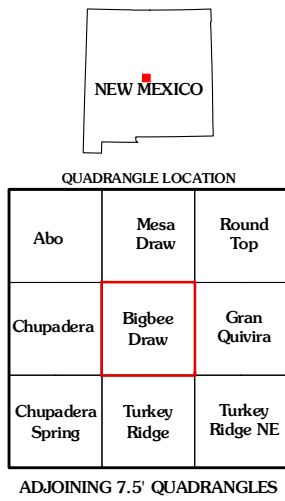 NEW MEXICO
QUADRANGLE LOCATION
Abo
Mesa
Draw
Round
Top
Chupadera
Bigbee
Draw
Gran
Quivira
Chupadera
Spring
Turkey
Ridge
Turkey
Ridge NE
ADJOINING 7.5' QUADRANGLES